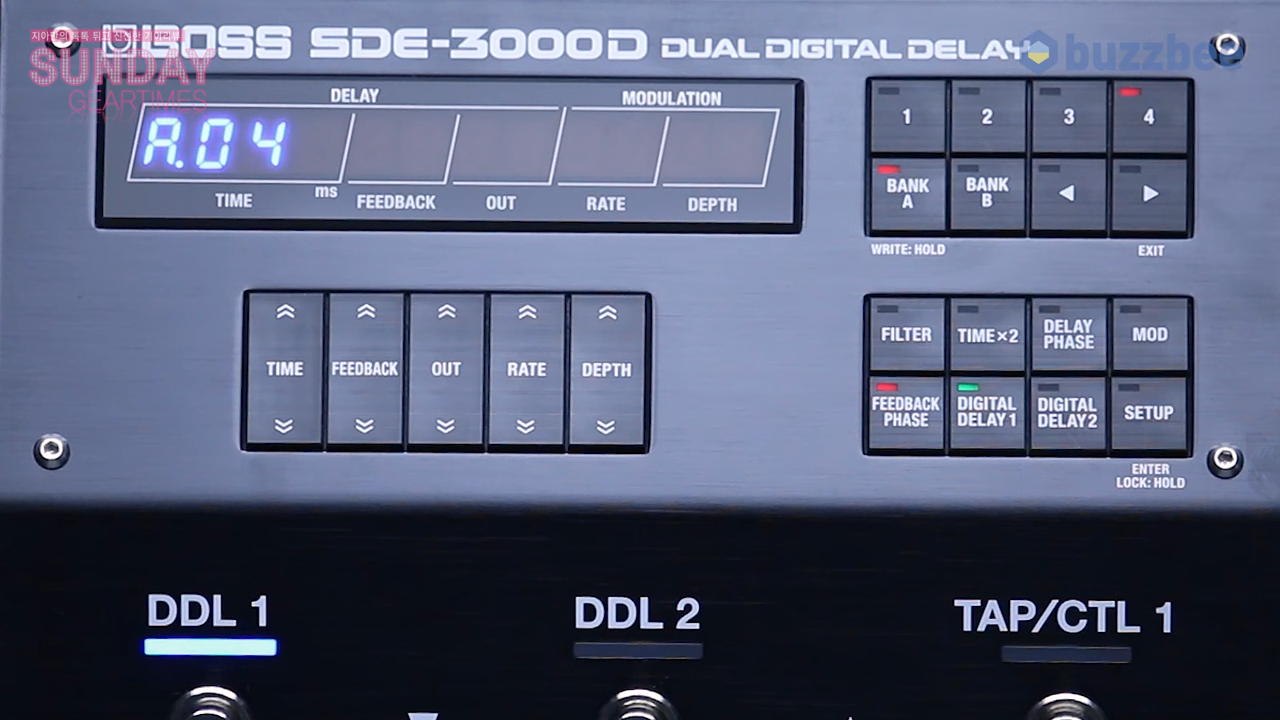 BOSS SDE-3000D DUAL DIGITAL DELAY
buzzbee
SUNDAY
GEARTIMES
DELAY MODULATION
A.04
TIME ms FEEDBACK OUT RATE DEPTH
1 2 3 4
BANK A BANK B ◀ ▶
WRITE: HOLD EXIT
TIME FEEDBACK OUT RATE DEPTH
FILTER TIME×2 DELAY PHASE MOD
FEEDBACK PHASE DIGITAL DELAY 1 DIGITAL DELAY 2 SETUP
ENTER
LOCK: HOLD
DDL 1 DDL 2 TAP/CTL 1